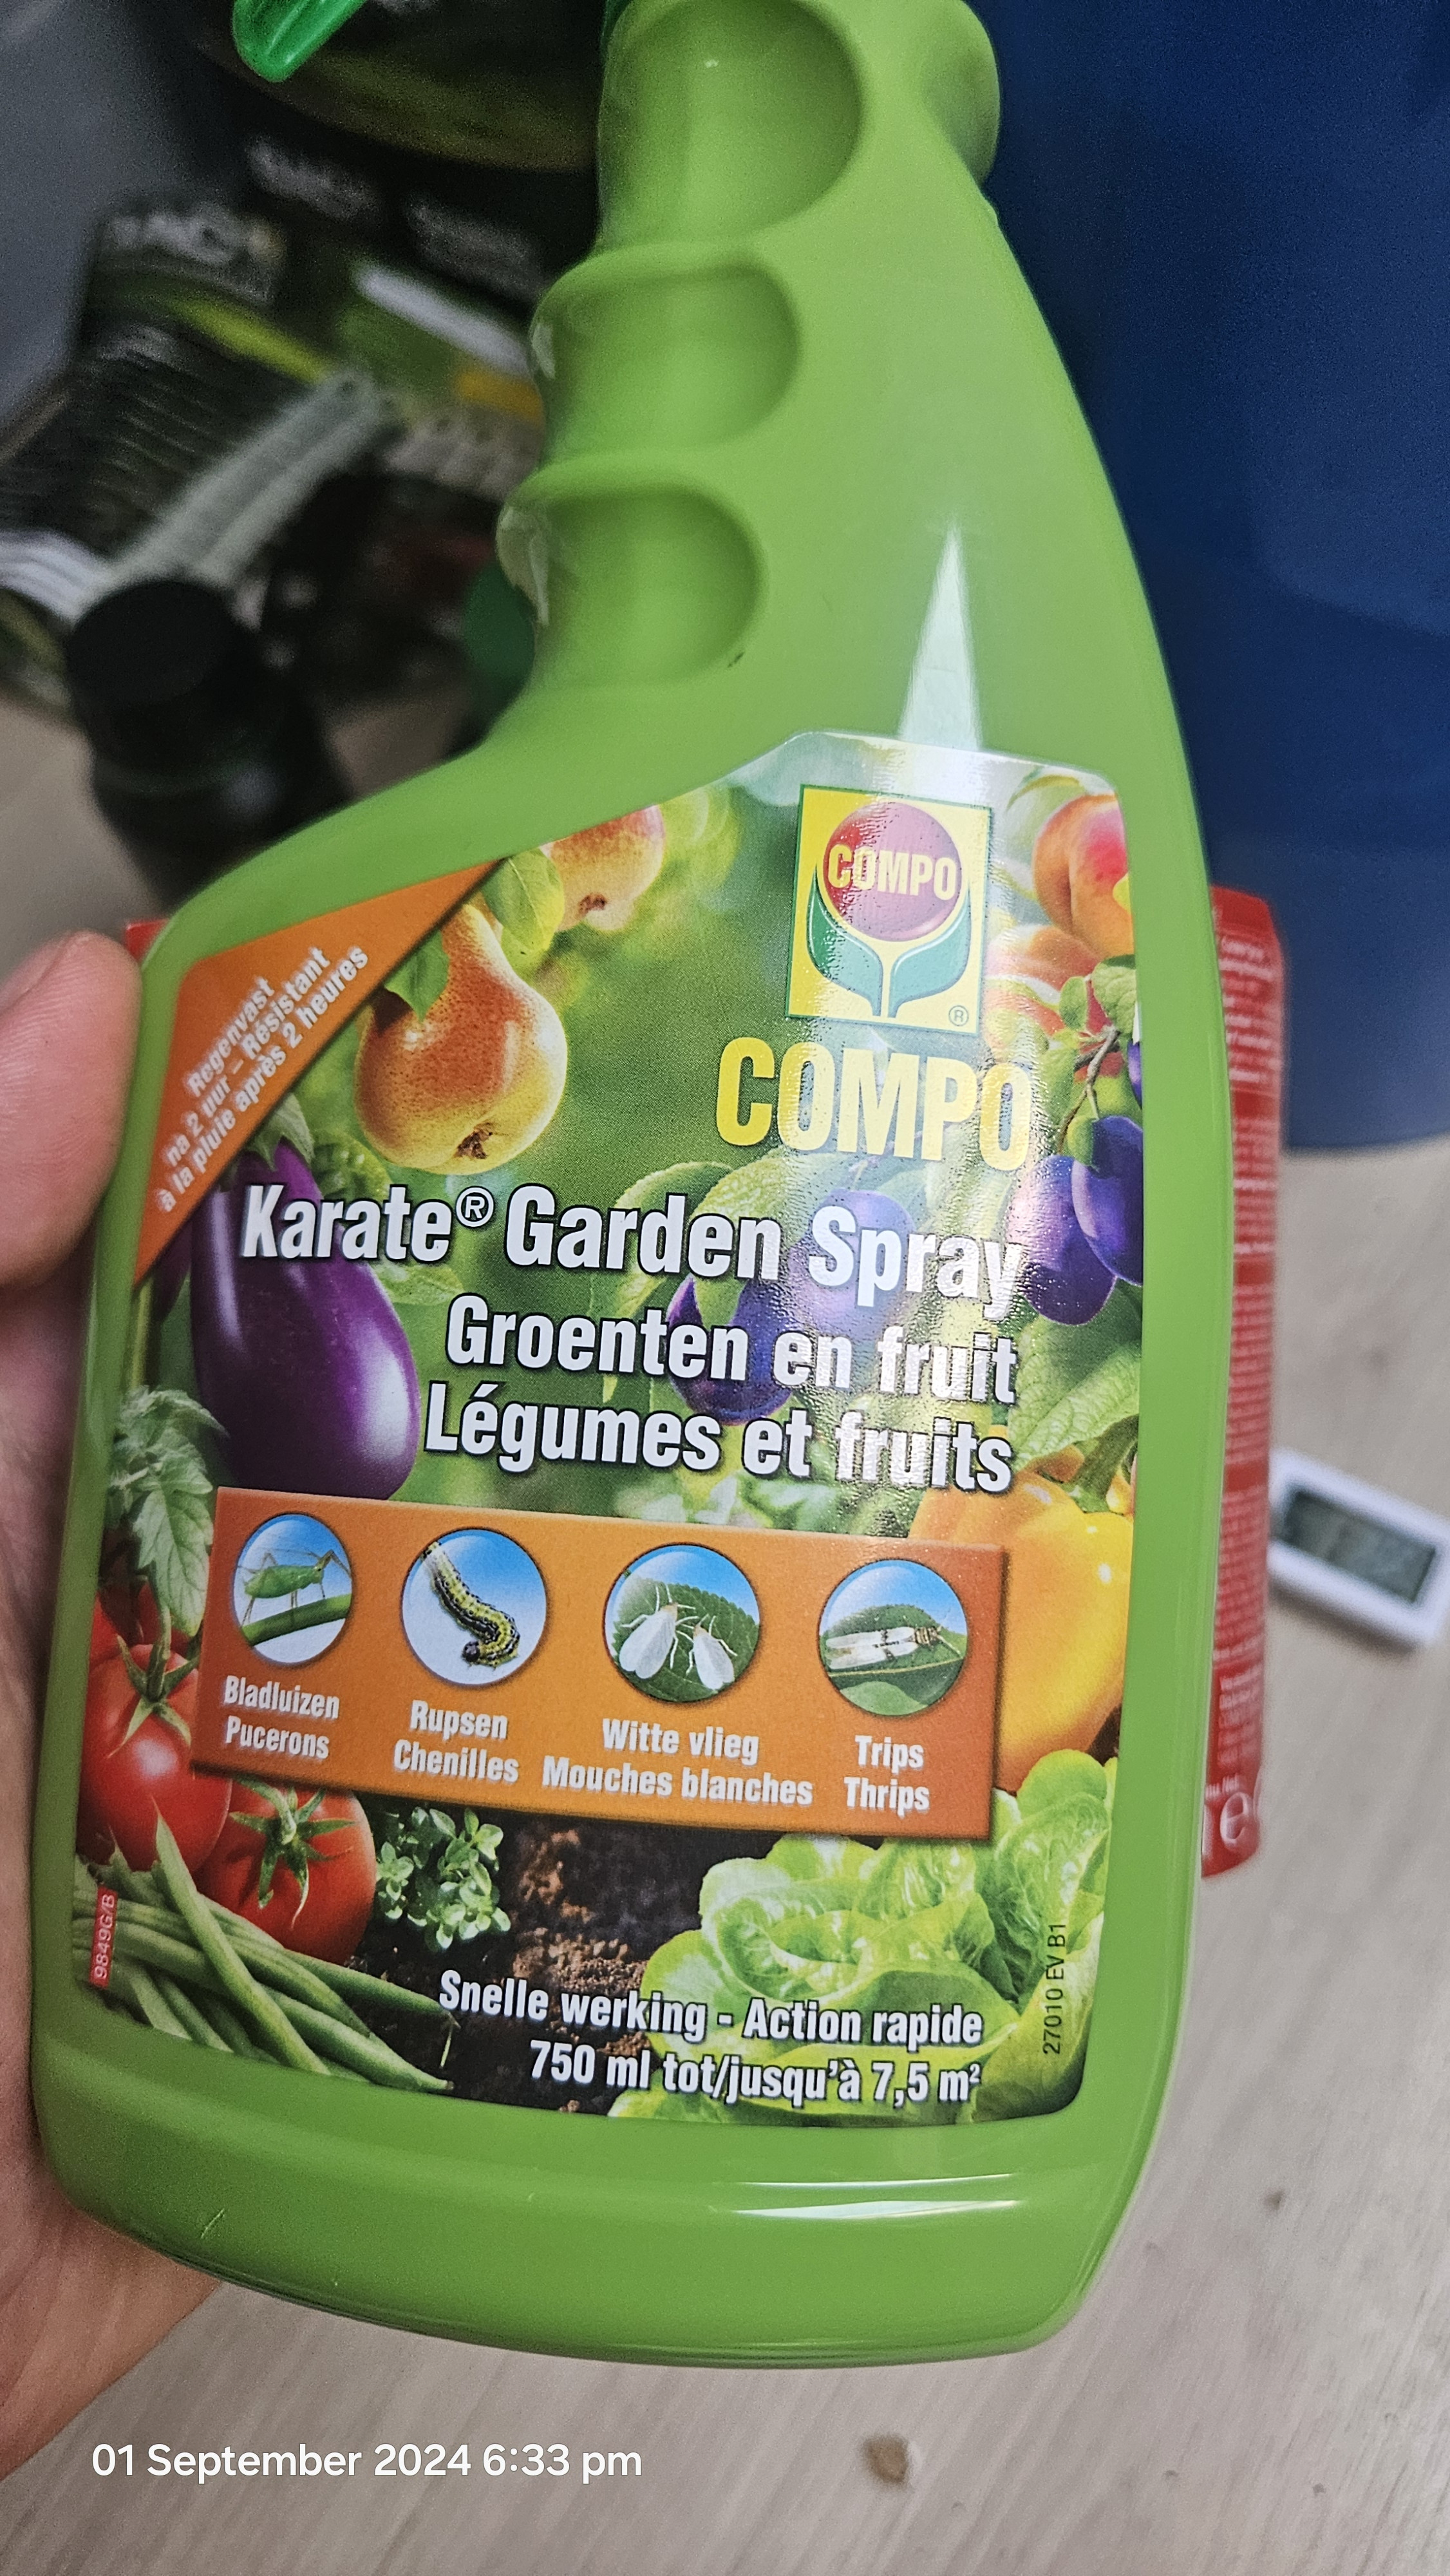 COMPO
®
COMPO
Regenvast
na 2 uur - Résistant
à la pluie après 2 heures
Karate® Garden Spray
Groenten en fruit
Légumes et fruits
Bladluizen
Pucerons
Rupsen
Chenilles
Witte vlieg
Mouches blanches
Trips
Thrips
9849G/B
27010 EV B1
Snelle werking - Action rapide
750 ml tot/jusqu'à 7,5 m²
e
01 September 2024 6:33 pm